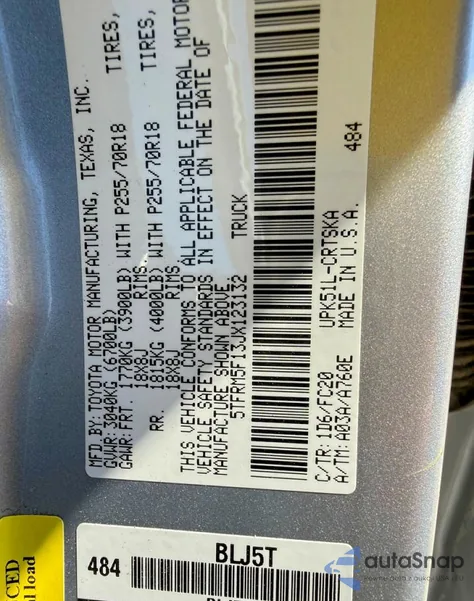 MFD.BY:TOYOTA MOTOR MANUFACTURING, TEXAS, INC.
GVWR:3040KG (6700LB)
GAWR:FRT. 1770KG (3900LB) WITH P255/70R18 TIRES,
18X8J RIMS,
RR. 1815KG (4000LB) WITH P255/70R18 TIRES,
18X8J RIMS
THIS VEHICLE CONFORMS TO ALL APPLICABLE FEDERAL MOTOR
VEHICLE SAFETY STANDARDS IN EFFECT ON THE DATE OF
MANUFACTURE SHOWN ABOVE.
5TFRM5F13JX123132 TRUCK
C/TR:1D6/FC20 UPK51L-CRTSKA 484
A/TM:A03A/A760E MADE IN U.S.A.
CED
al load
484 BLJ5T
autoSnap